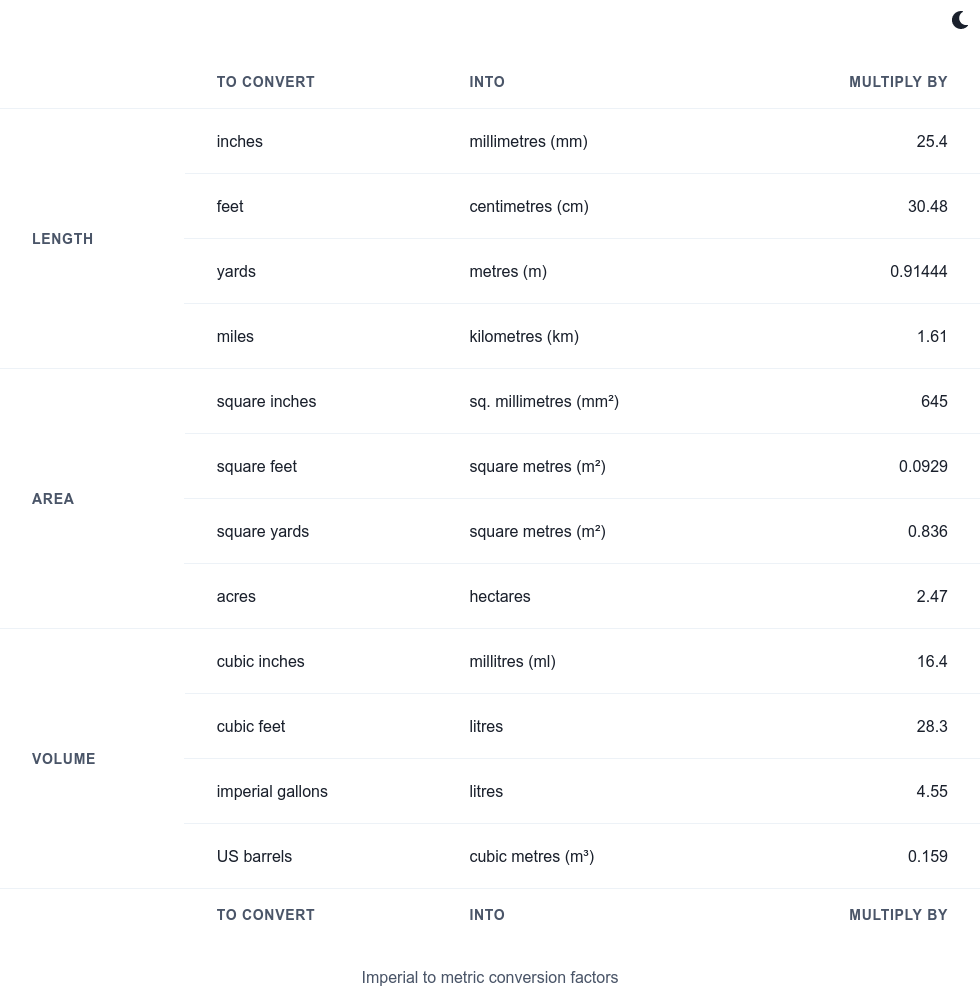 TO CONVERT INTO MULTIPLY BY
LENGTH
inches millimetres (mm) 25.4
feet centimetres (cm) 30.48
yards metres (m) 0.91444
miles kilometres (km) 1.61
AREA
square inches sq. millimetres (mm²) 645
square feet square metres (m²) 0.0929
square yards square metres (m²) 0.836
acres hectares 2.47
VOLUME
cubic inches millitres (ml) 16.4
cubic feet litres 28.3
imperial gallons litres 4.55
US barrels cubic metres (m³) 0.159
TO CONVERT INTO MULTIPLY BY
Imperial to metric conversion factors